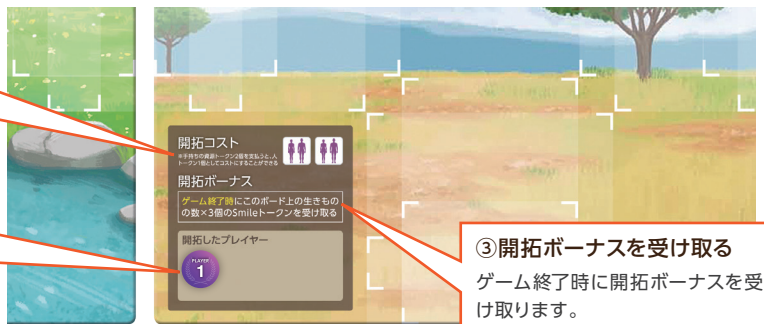 開拓コスト
※手持ちの資源トークン2個を支払うと、人
トークン1個としてコストにすることができる
開拓ボーナス
ゲーム終了時にこのボード上の生きもの
の数×3個のSmileトークンを受け取る
開拓したプレイヤー
PLAYER
1
③開拓ボーナスを受け取る
ゲーム終了時に開拓ボーナスを受
け取ります。